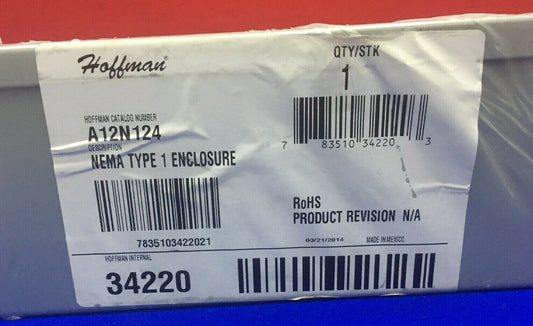 Hoffman®
QTY/STK
1
HOFFMAN CATALOG NUMBER
A12N124
DESCRIPTION
NEMA TYPE 1 ENCLOSURE
7 83510 34220 3
7835103422021
RoHS
PRODUCT REVISION N/A
03/21/2014 MADE IN MEXICO
HOFFMAN INTERNAL
34220